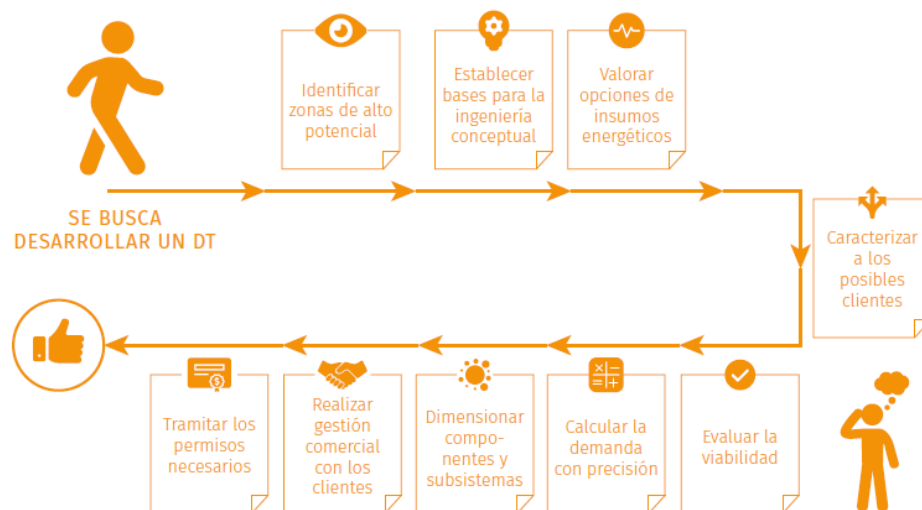 Identificar
zonas de alto
potencial
Establecer
bases para la
ingeniería
conceptual
Valorar
opciones de
insumos
energéticos
SE BUSCA
DESARROLLAR UN DT
Caracterizar
a los
posibles
clientes
Evaluar la
viabilidad
Calcular la
demanda
con precisión
Dimensionar
compo-
nentes y
subsistemas
Realizar
gestión
comercial
con los
clientes
Tramitar los
permisos
necesarios